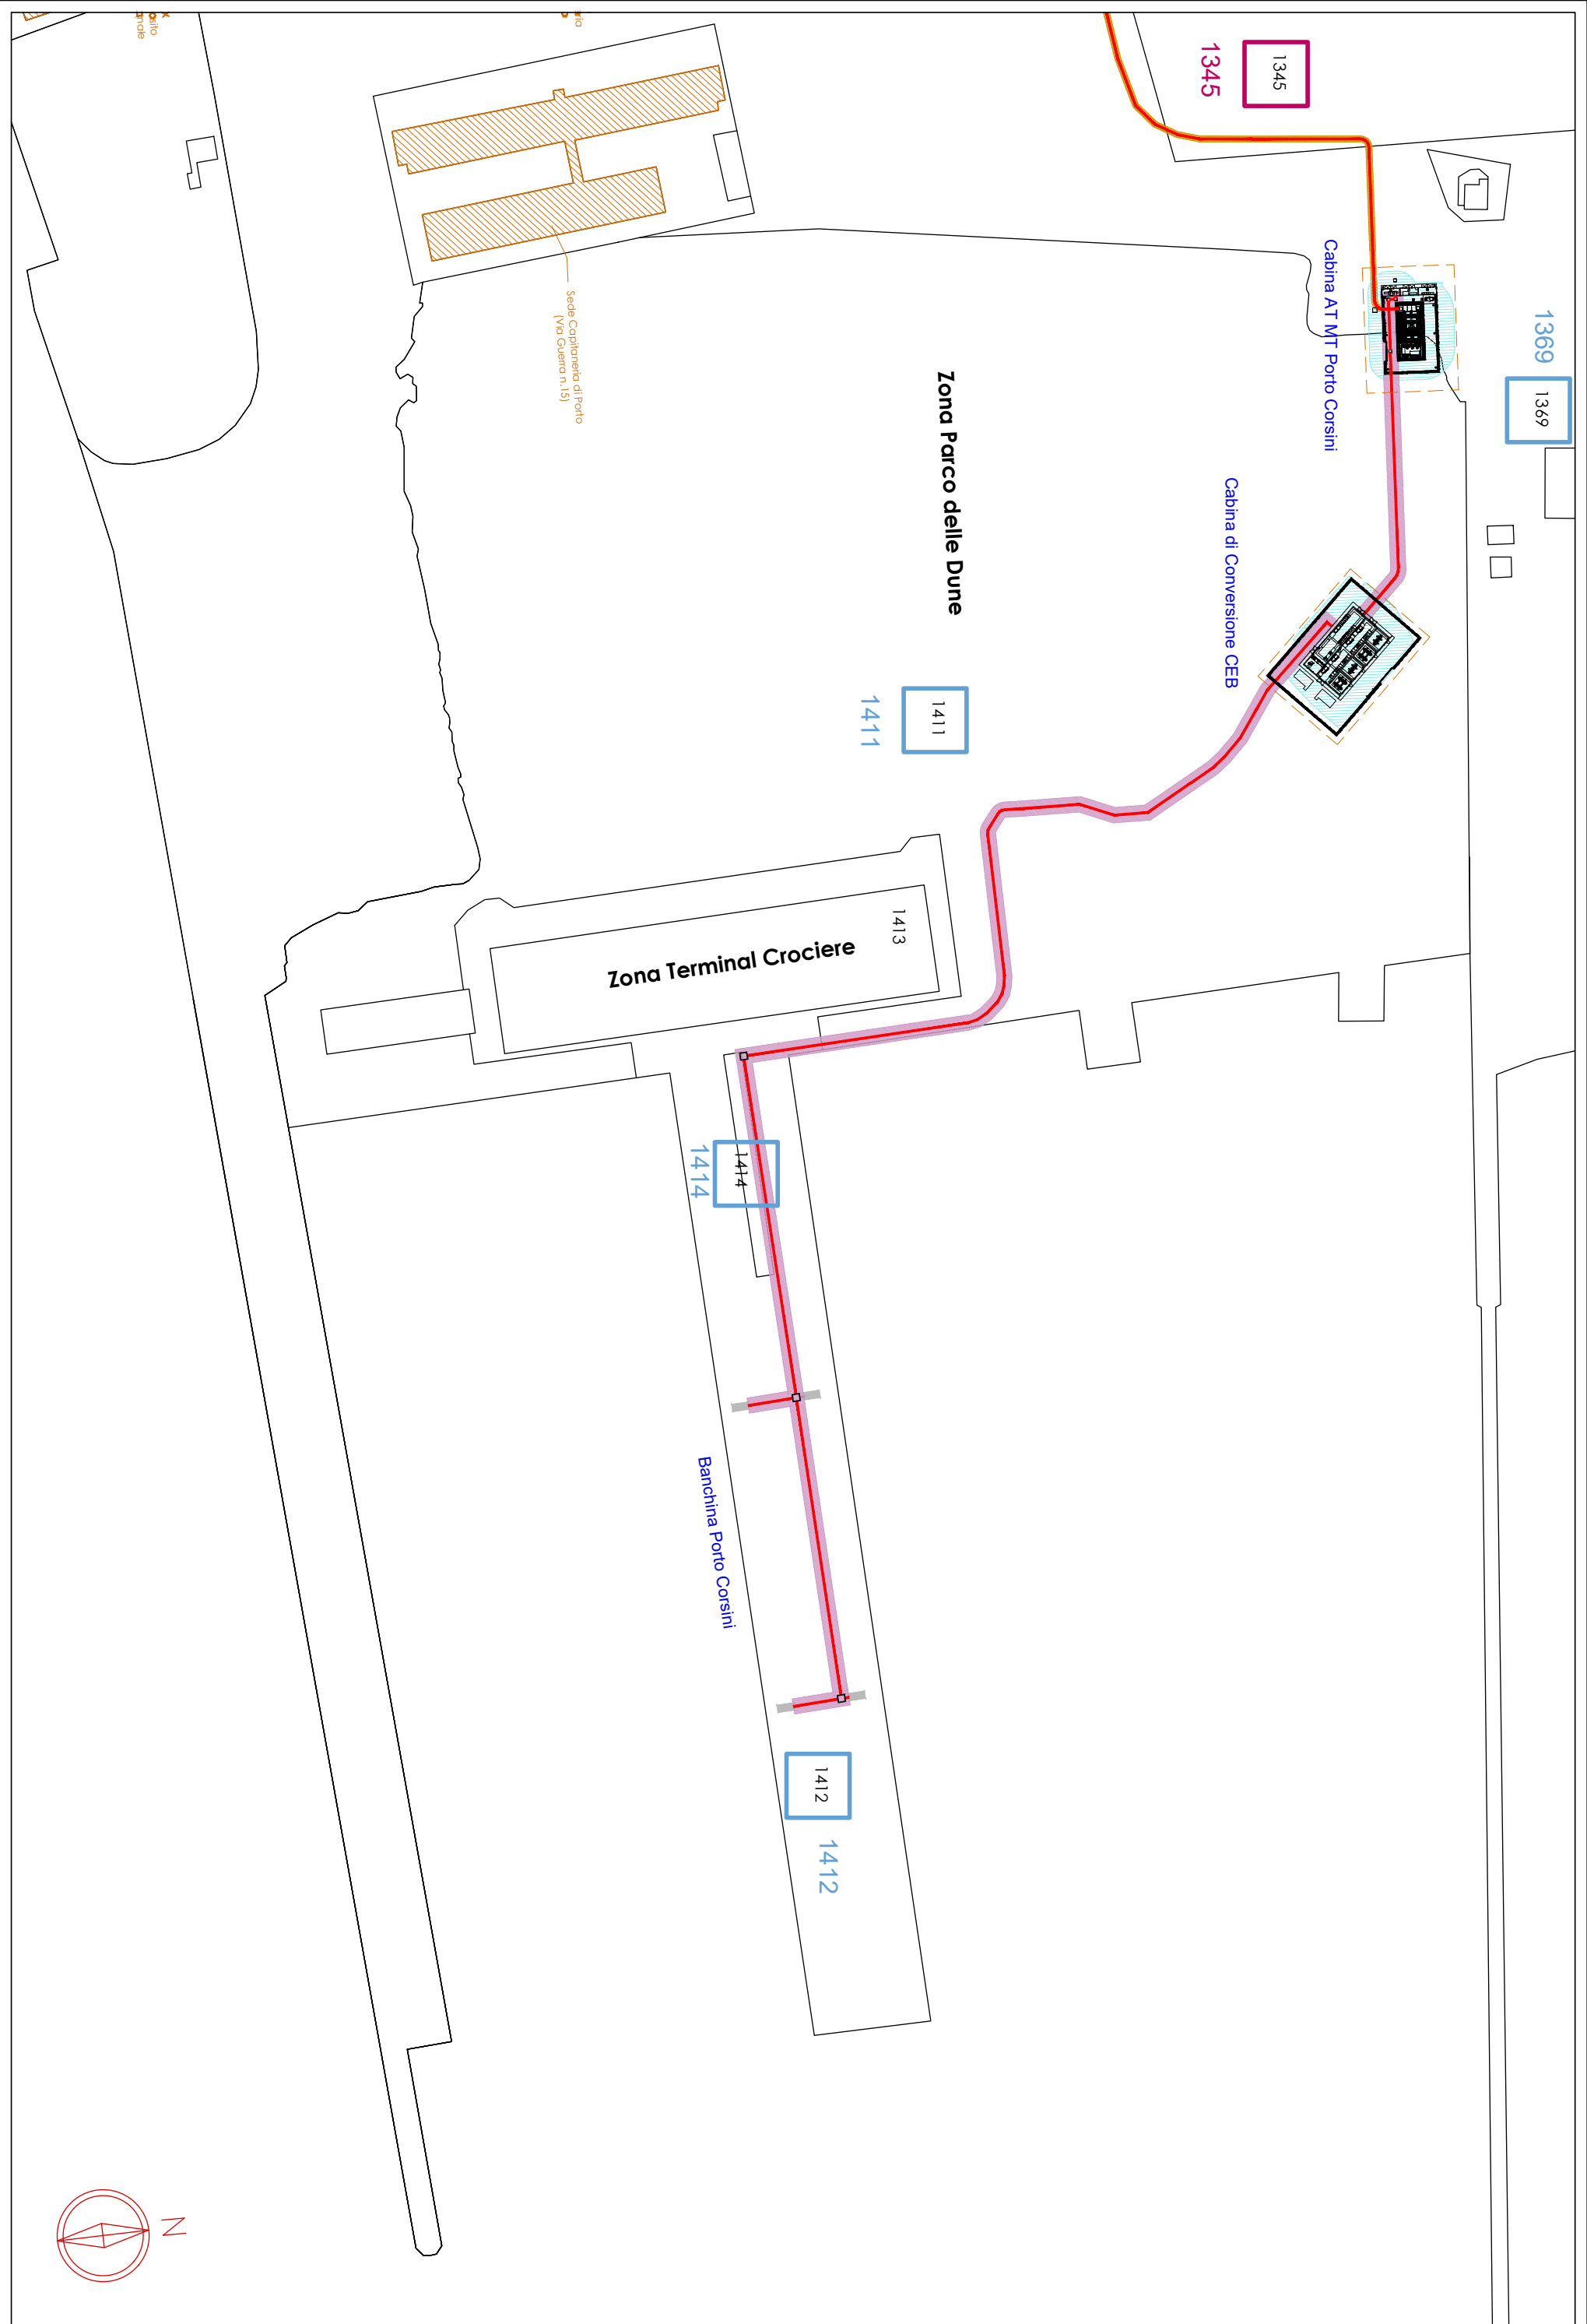 1345
1345
1369
1369
Cabina AT MT Porto Corsini
Cabina di Conversione CEB
Sede Capitaneria di Porto
(Via Guerra n.15)
Zona Parco delle Dune
1411
1411
1413
Zona Terminal Crociere
1414
1414
Banchina Porto Corsini
1412
1412
N